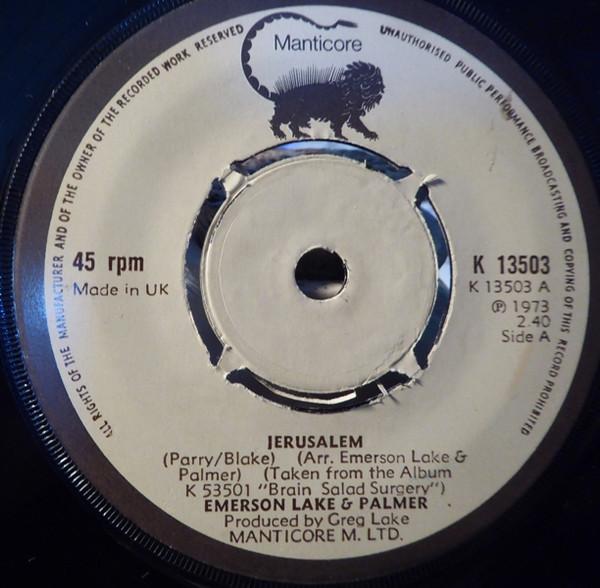 Manticore
ALL RIGHTS OF THE MANUFACTURER AND OF THE OWNER OF THE RECORDED WORK RESERVED
UNAUTHORISED PUBLIC PERFORMANCE BROADCASTING AND COPYING OF THIS RECORD PROHIBITED
45 rpm
Made in UK
K 13503
K 13503 A
Ⓟ 1973
2.40
Side A
JERUSALEM
(Parry/Blake) (Arr. Emerson Lake &
Palmer) (Taken from the Album
K 53501 "Brain Salad Surgery")
EMERSON LAKE & PALMER
Produced by Greg Lake
MANTICORE M. LTD.